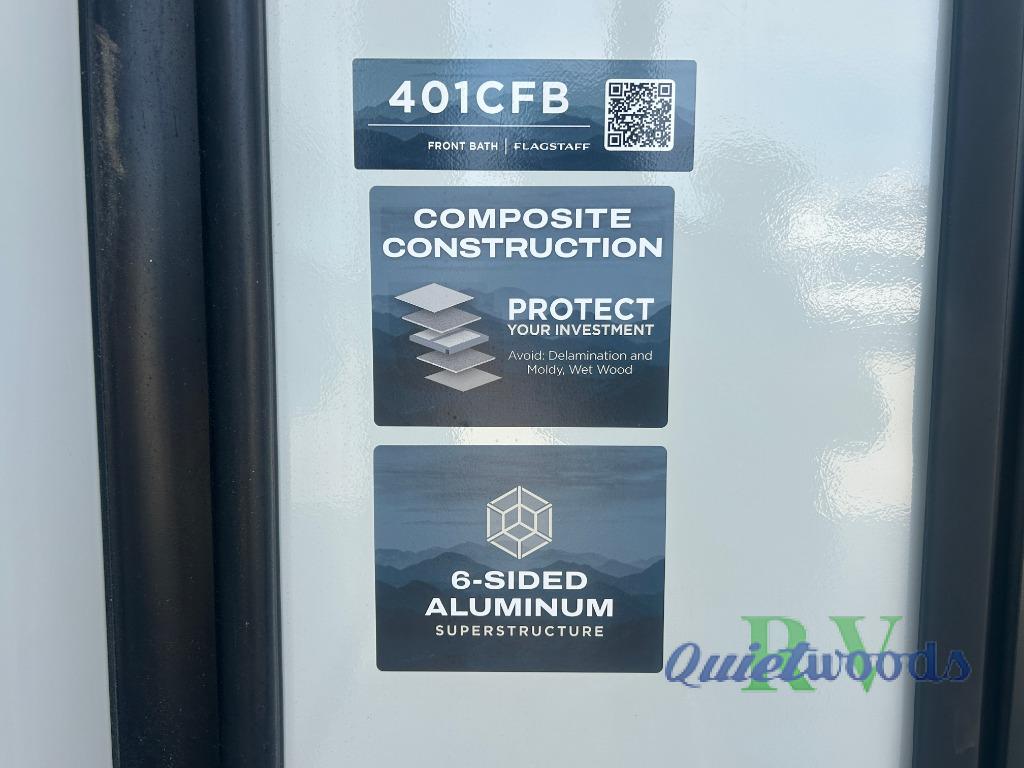 401CFB
FRONT BATH | FLAGSTAFF
COMPOSITE
CONSTRUCTION
PROTECT
YOUR INVESTMENT
Avoid: Delamination and
Moldy, Wet Wood
6-SIDED
ALUMINUM
SUPERSTRUCTURE
RV
Quietwoods